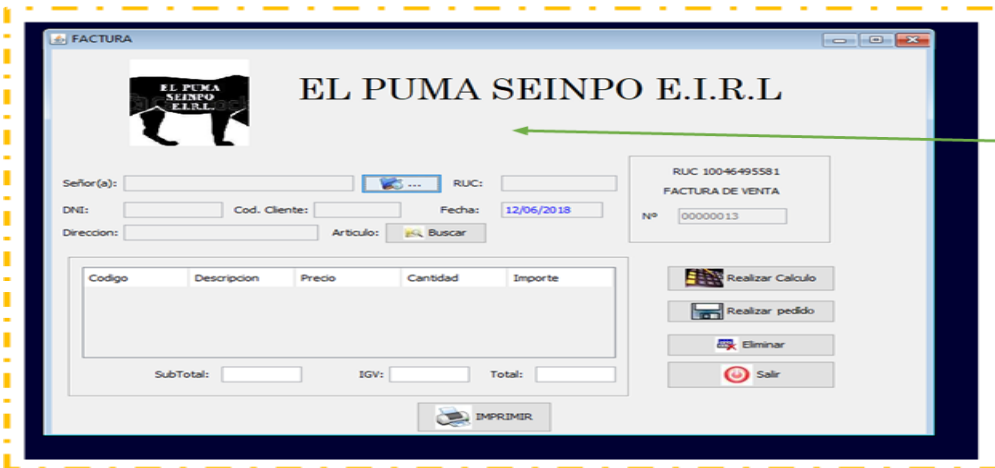 FACTURA
EL PUMA
SEINPO
E.I.R.L.
EL PUMA SEINPO E.I.R.L
RUC 10046495581
FACTURA DE VENTA
Nº 00000013
Señor(a): ... RUC:
DNI: Cod. Cliente: Fecha: 12/06/2018
Direccion: Articulo: Buscar
Codigo Descripcion Precio Cantidad Importe
Realizar Calculo
Realizar pedido
Eliminar
Salir
SubTotal: IGV: Total:
IMPRIMIR